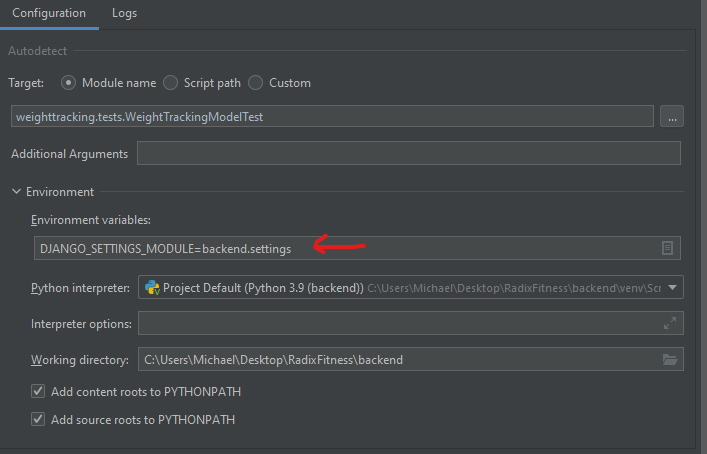 Configuration Logs
Autodetect
Target: Module name Script path Custom
weighttracking.tests.WeightTrackingModelTest ...
Additional Arguments
Environment
Environment variables:
DJANGO_SETTINGS_MODULE=backend.settings
Python interpreter: Project Default (Python 3.9 (backend)) C:\Users\Michael\Desktop\RadixFitness\backend\venv\Scr
Interpreter options:
Working directory: C:\Users\Michael\Desktop\RadixFitness\backend
Add content roots to PYTHONPATH
Add source roots to PYTHONPATH